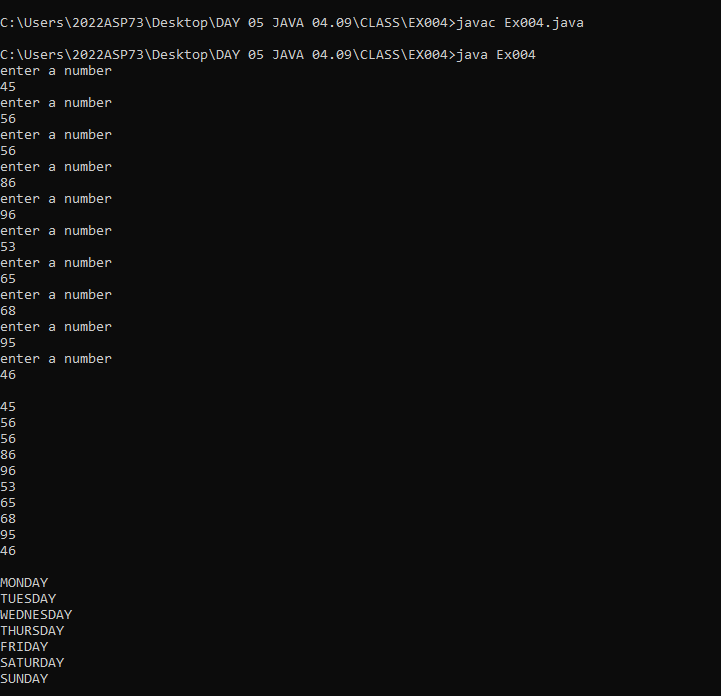 C:\Users\2022ASP73\Desktop\DAY 05 JAVA 04.09\CLASS\EX004>javac Ex004.java
C:\Users\2022ASP73\Desktop\DAY 05 JAVA 04.09\CLASS\EX004>java Ex004
enter a number
45
enter a number
56
enter a number
56
enter a number
86
enter a number
96
enter a number
53
enter a number
65
enter a number
68
enter a number
95
enter a number
46
45
56
56
86
96
53
65
68
95
46
MONDAY
TUESDAY
WEDNESDAY
THURSDAY
FRIDAY
SATURDAY
SUNDAY